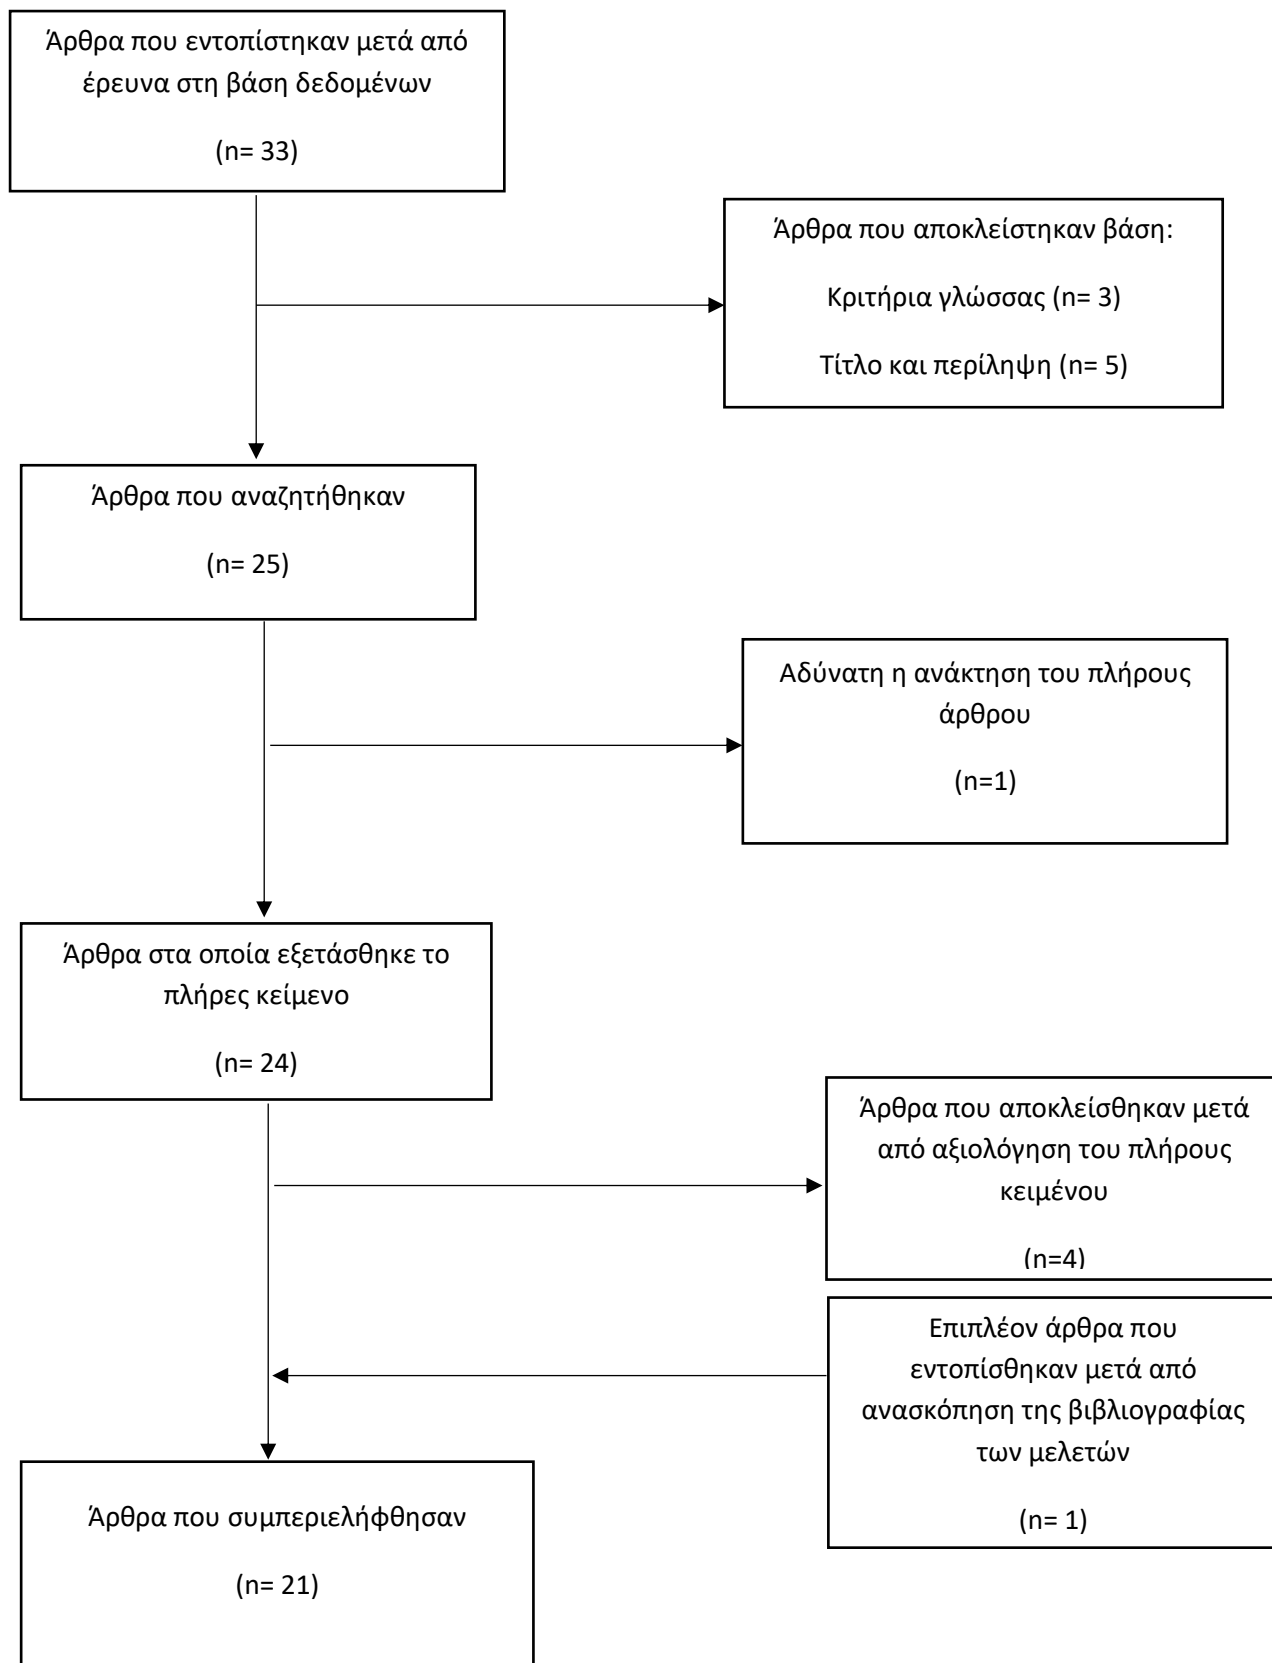 Άρθρα που εντοπίστηκαν μετά από
έρευνα στη βάση δεδομένων
(n= 33)
Άρθρα που αποκλείστηκαν βάση:
Κριτήρια γλώσσας (n= 3)
Τίτλο και περίληψη (n= 5)
Άρθρα που αναζητήθηκαν
(n= 25)
Αδύνατη η ανάκτηση του πλήρους
άρθρου
(n=1)
Άρθρα στα οποία εξετάσθηκε το
πλήρες κείμενο
(n= 24)
Άρθρα που αποκλείσθηκαν μετά
από αξιολόγηση του πλήρους
κειμένου
(n=4)
Επιπλέον άρθρα που
εντοπίσθηκαν μετά από
ανασκόπηση της βιβλιογραφίας
των μελετών
(n= 1)
Άρθρα που συμπεριελήφθησαν
(n= 21)